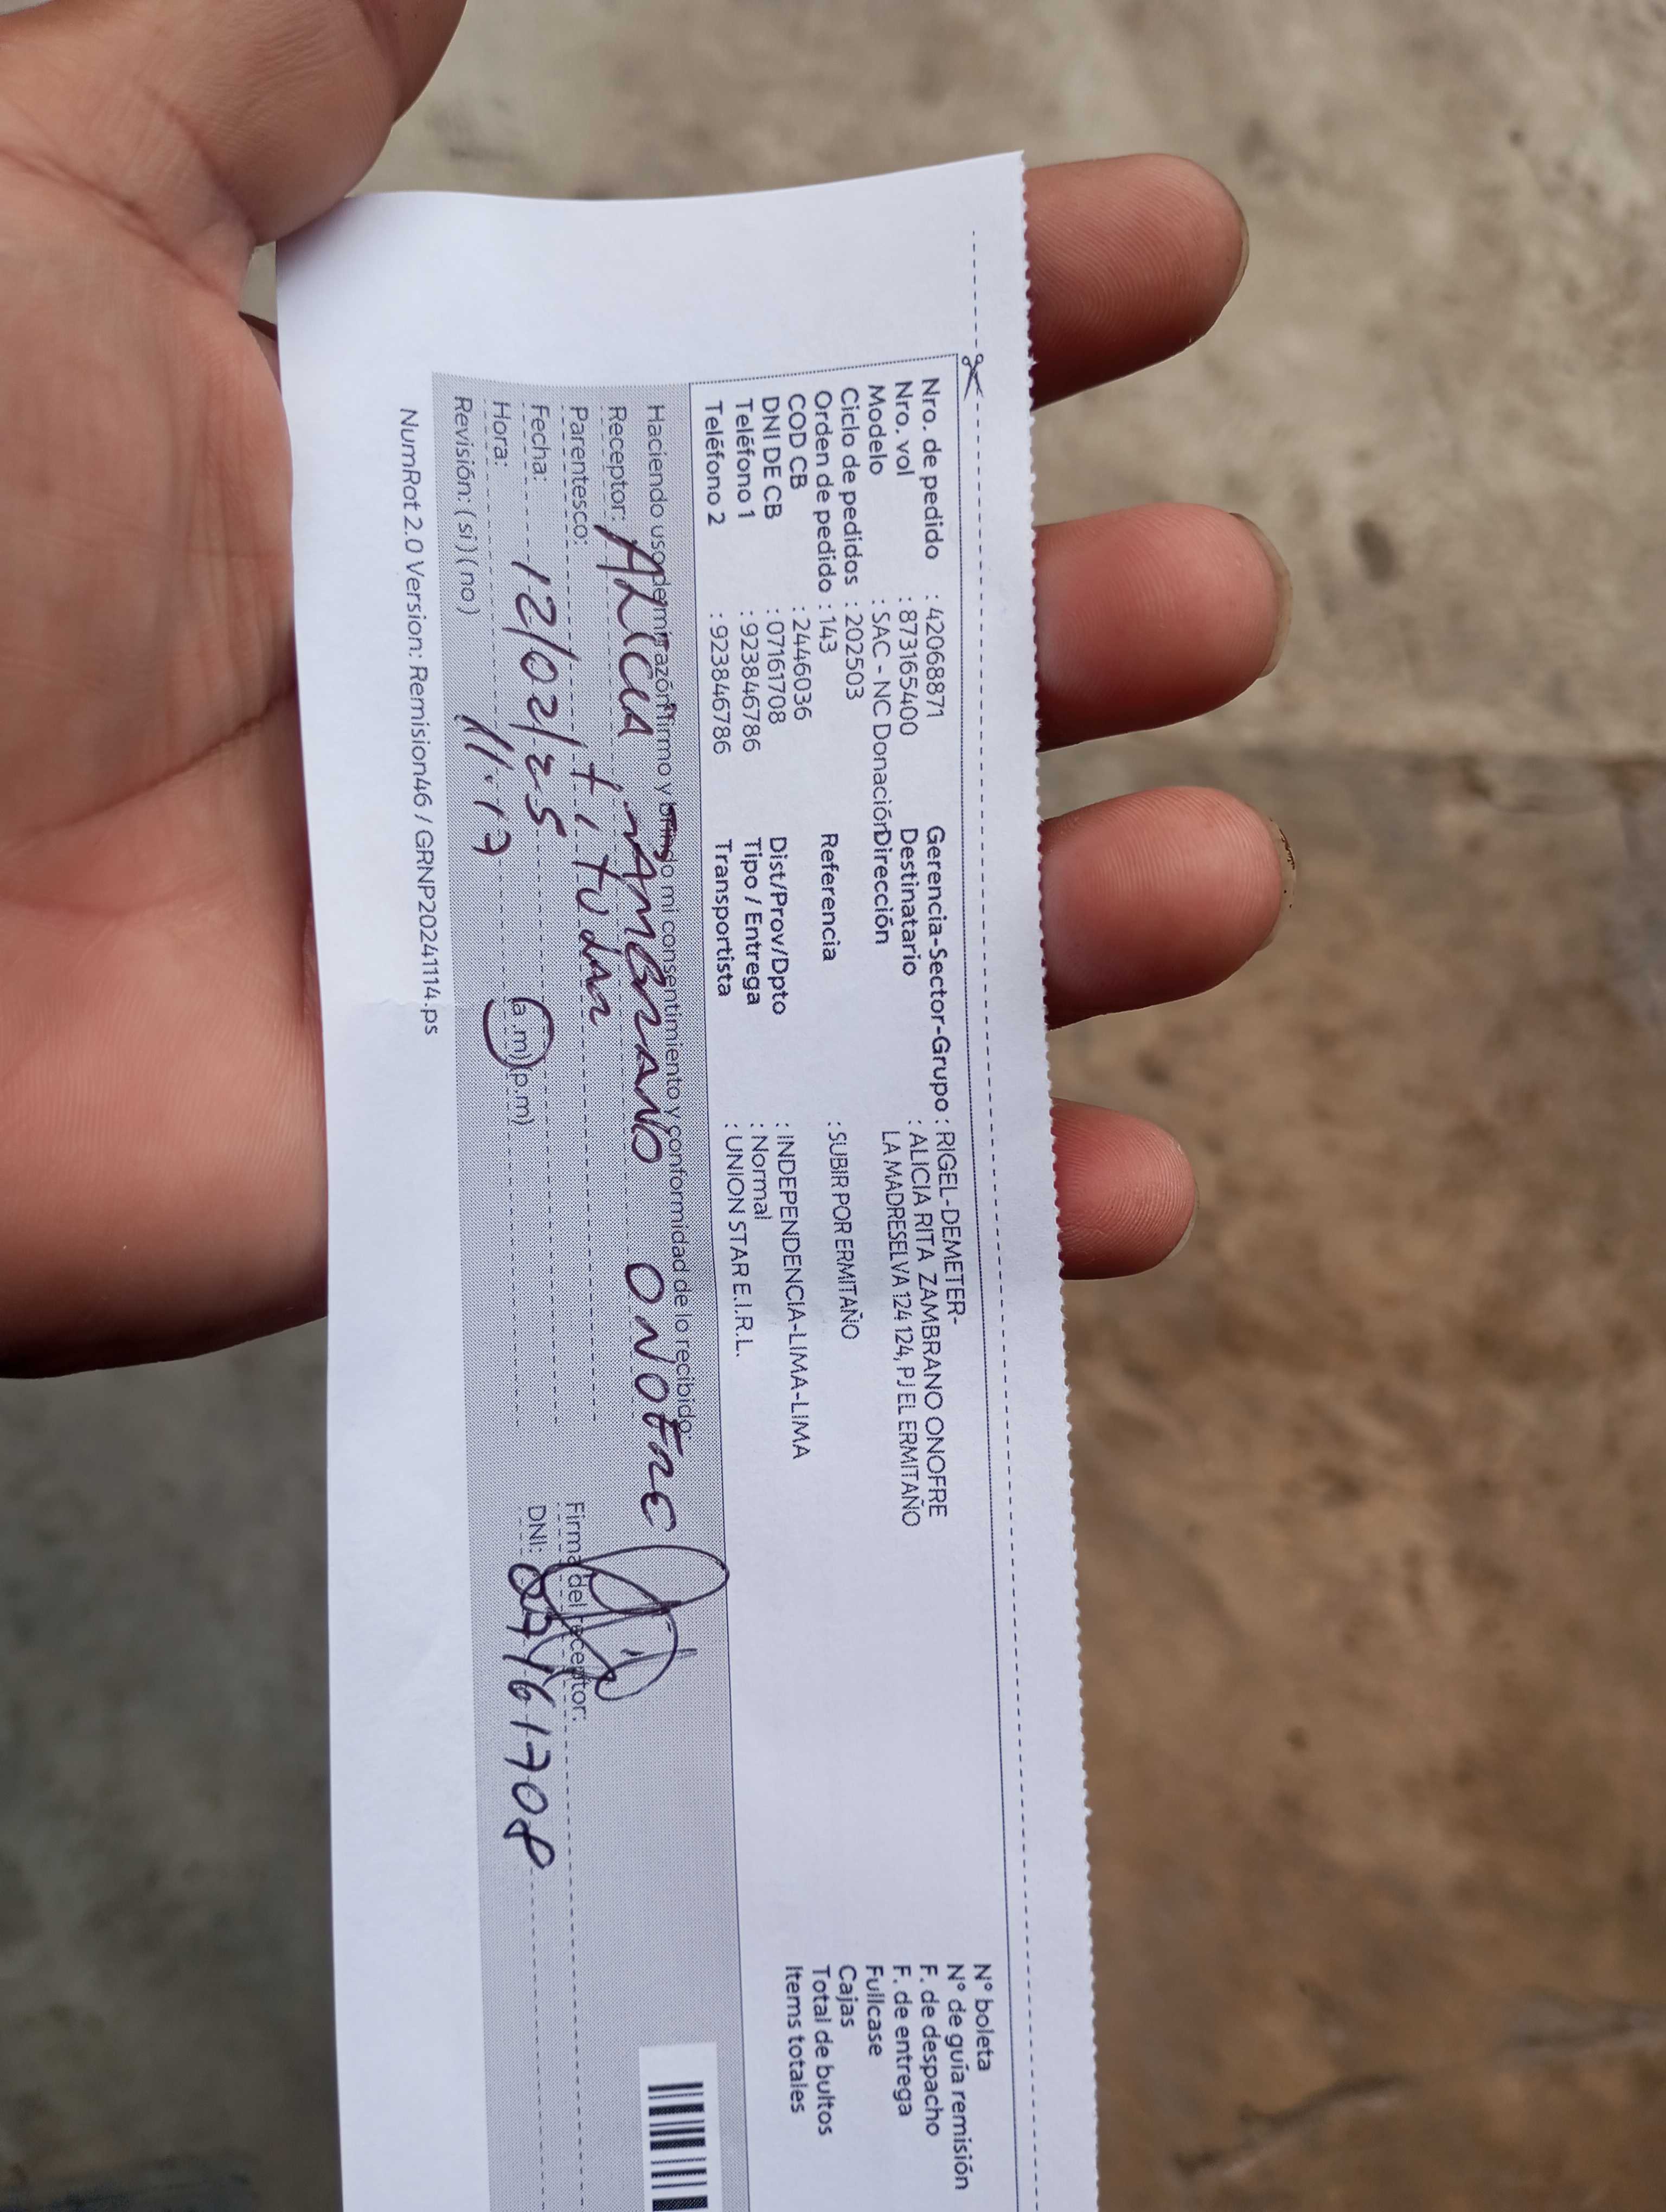 Nro. de pedido : 42068871 Gerencia-Sector-Grupo : RIGEL-DEMETER- N° boleta
Nro. vol : 873165400 Destinatario : ALICIA RITA ZAMBRANO ONOFRE N° de guía remisión
Modelo : SAC - NC Donación Dirección LA MADRESELVA 124 124, PJ EL ERMITAÑO F. de despacho
Ciclo de pedidos : 202503 F. de entrega
Orden de pedido : 143 Referencia : SUBIR POR ERMITAÑO Fullcase
COD CB : 2446036 Cajas
DNI DE CB : 07161708 Dist/Prov/Dpto : INDEPENDENCIA-LIMA-LIMA Total de bultos
Teléfono 1 : 923846786 Tipo / Entrega : Normal Items totales
Teléfono 2 : 923846786 Transportista : UNION STAR E.I.R.L.
Haciendo uso de mi razón firmo y brindo mi consentimiento y conformidad de lo recibido:
Receptor: ALICIA ZAMBRANO ONOFRE
Parentesco: titular Firma del receptor:
Fecha: 12/02/25 DNI: 07161708
Hora: 11:17 (a.m) (p.m)
Revisión: ( si ) ( no )
NumRot 2.0 Version: Remision46 / GRNP20241114.ps